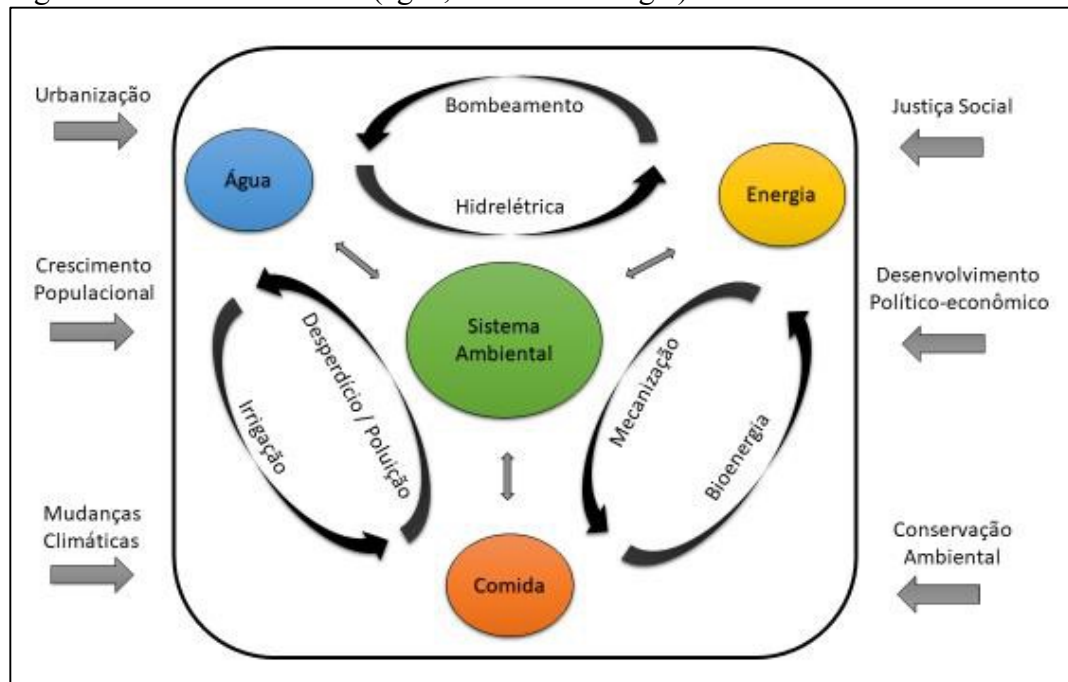 Urbanização
Bombeamento
Justiça Social
Água
Energia
Hidrelétrica
Crescimento
Populacional
Desenvolvimento
Político-econômico
Sistema
Ambiental
Desperdício / Poluição
Mecanização
Irrigação
Bioenergia
Mudanças
Climáticas
Conservação
Ambiental
Comida